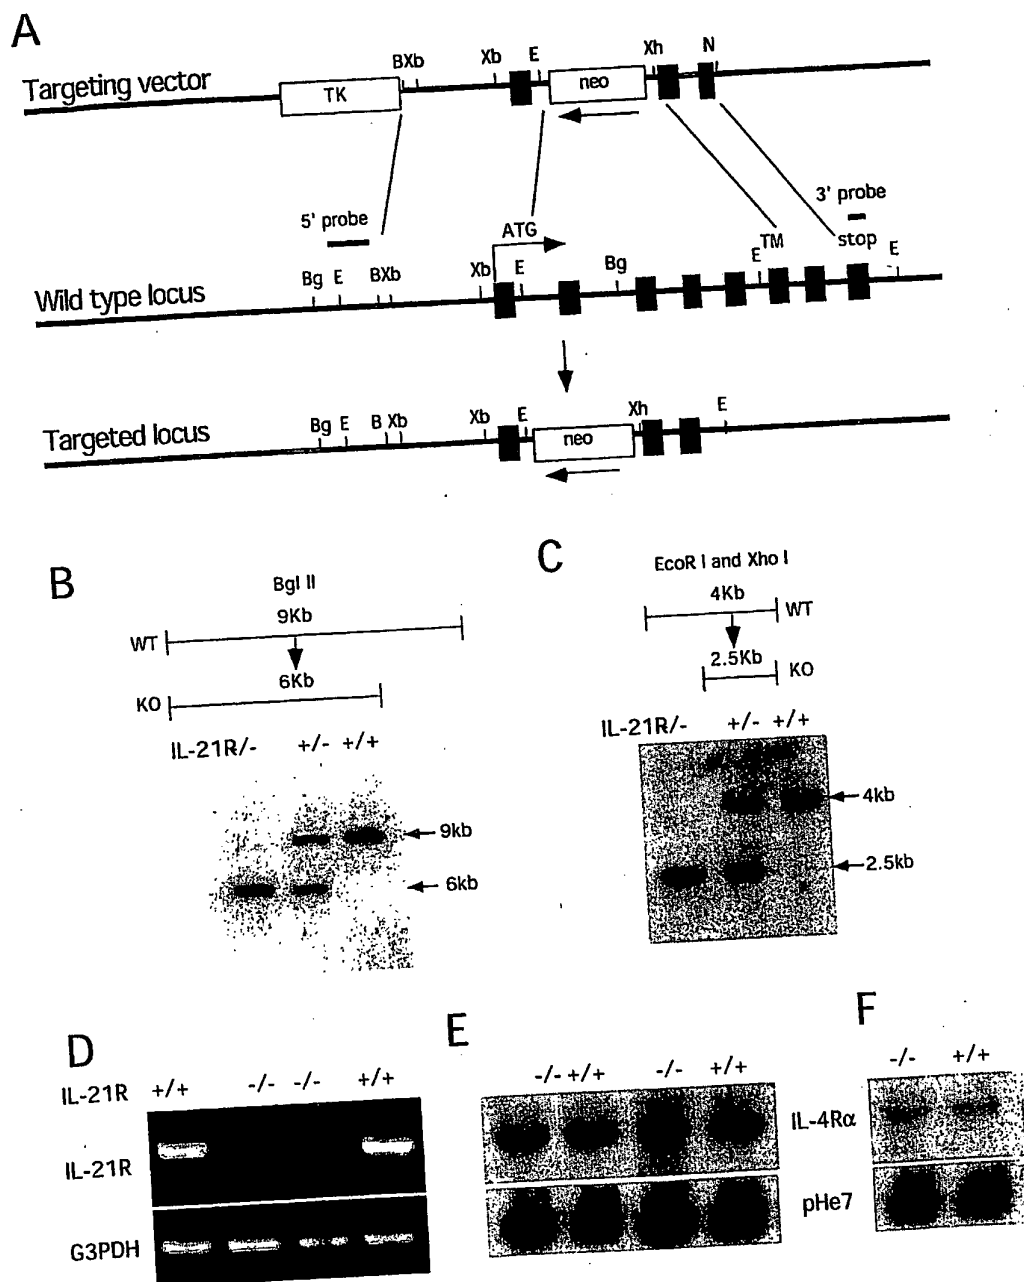 A
Targeting vector
TK
BXb
Xb
E
neo
Xh
N
5' probe
3' probe
ATG
TM
stop
Wild type locus
Bg
E
BXb
Xb
E
Bg
E
E
Targeted locus
Bg
E
B
Xb
Xb
E
neo
Xh
E
B
Bgl II
9Kb
WT
6Kb
KO
IL-21R/-
+/-
+/+
9kb
6kb
C
EcoR I and Xho I
4Kb
WT
2.5Kb
KO
IL-21R/-
+/-
+/+
4kb
2.5kb
D
IL-21R
+/+
-/-
-/-
+/+
IL-21R
G3PDH
E
-/-
+/+
-/-
+/+
IL-4Rα
pHe7
F
-/-
+/+